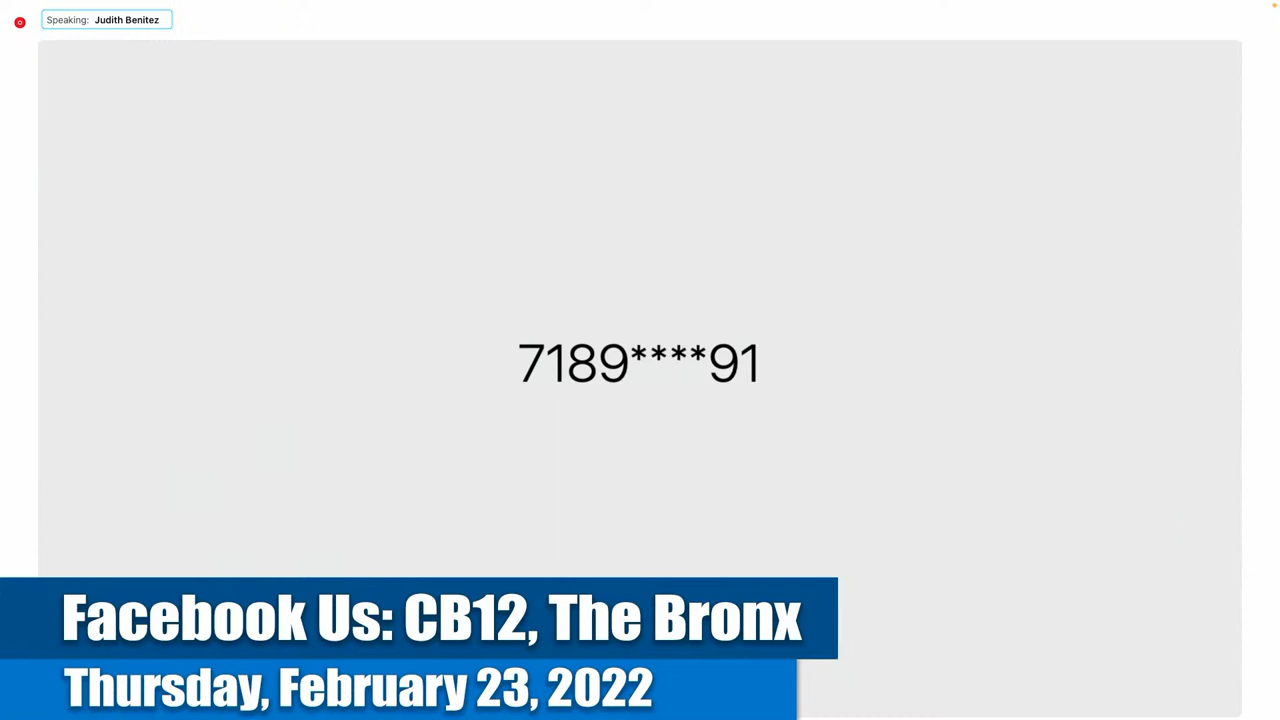 Speaking: Judith Benitez
7189****91
Facebook Us: CB12, The Bronx
Thursday, February 23, 2022